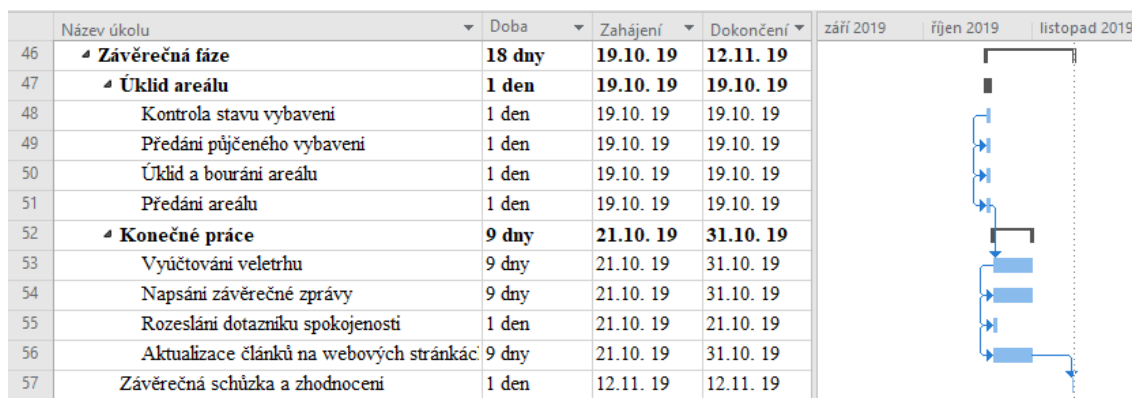 Název úkolu Doba Zahájení Dokončení září 2019 říjen 2019 listopad 2019
46 Závěrečná fáze 18 dny 19.10. 19 12.11. 19
47 Úklid areálu 1 den 19.10. 19 19.10. 19
48 Kontrola stavu vybavení 1 den 19.10. 19 19.10. 19
49 Předání půjčeného vybavení 1 den 19.10. 19 19.10. 19
50 Úklid a bourání areálu 1 den 19.10. 19 19.10. 19
51 Předání areálu 1 den 19.10. 19 19.10. 19
52 Konečné práce 9 dny 21.10. 19 31.10. 19
53 Vyúčtování veletrhu 9 dny 21.10. 19 31.10. 19
54 Napsání závěrečné zprávy 9 dny 21.10. 19 31.10. 19
55 Rozeslání dotazníku spokojenosti 1 den 21.10. 19 21.10. 19
56 Aktualizace článků na webových stránkác 9 dny 21.10. 19 31.10. 19
57 Závěrečná schůzka a zhodnocení 1 den 12.11. 19 12.11. 19